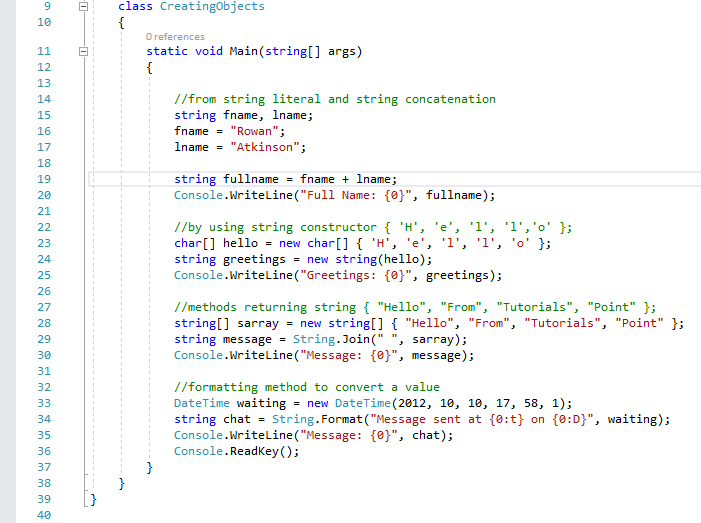 9 class CreatingObjects
10 {
0 references
11 static void Main(string[] args)
12 {
13
14 //from string literal and string concatenation
15 string fname, lname;
16 fname = "Rowan";
17 lname = "Atkinson";
18
19 string fullname = fname + lname;
20 Console.WriteLine("Full Name: {0}", fullname);
21
22 //by using string constructor { 'H', 'e', 'l', 'l','o' };
23 char[] hello = new char[] { 'H', 'e', 'l', 'l', 'o' };
24 string greetings = new string(hello);
25 Console.WriteLine("Greetings: {0}", greetings);
26
27 //methods returning string { "Hello", "From", "Tutorials", "Point" };
28 string[] sarray = new string[] { "Hello", "From", "Tutorials", "Point" };
29 string message = String.Join(" ", sarray);
30 Console.WriteLine("Message: {0}", message);
31
32 //formatting method to convert a value
33 DateTime waiting = new DateTime(2012, 10, 10, 17, 58, 1);
34 string chat = String.Format("Message sent at {0:t} on {0:D}", waiting);
35 Console.WriteLine("Message: {0}", chat);
36 Console.ReadKey();
37 }
38 }
39 }
40